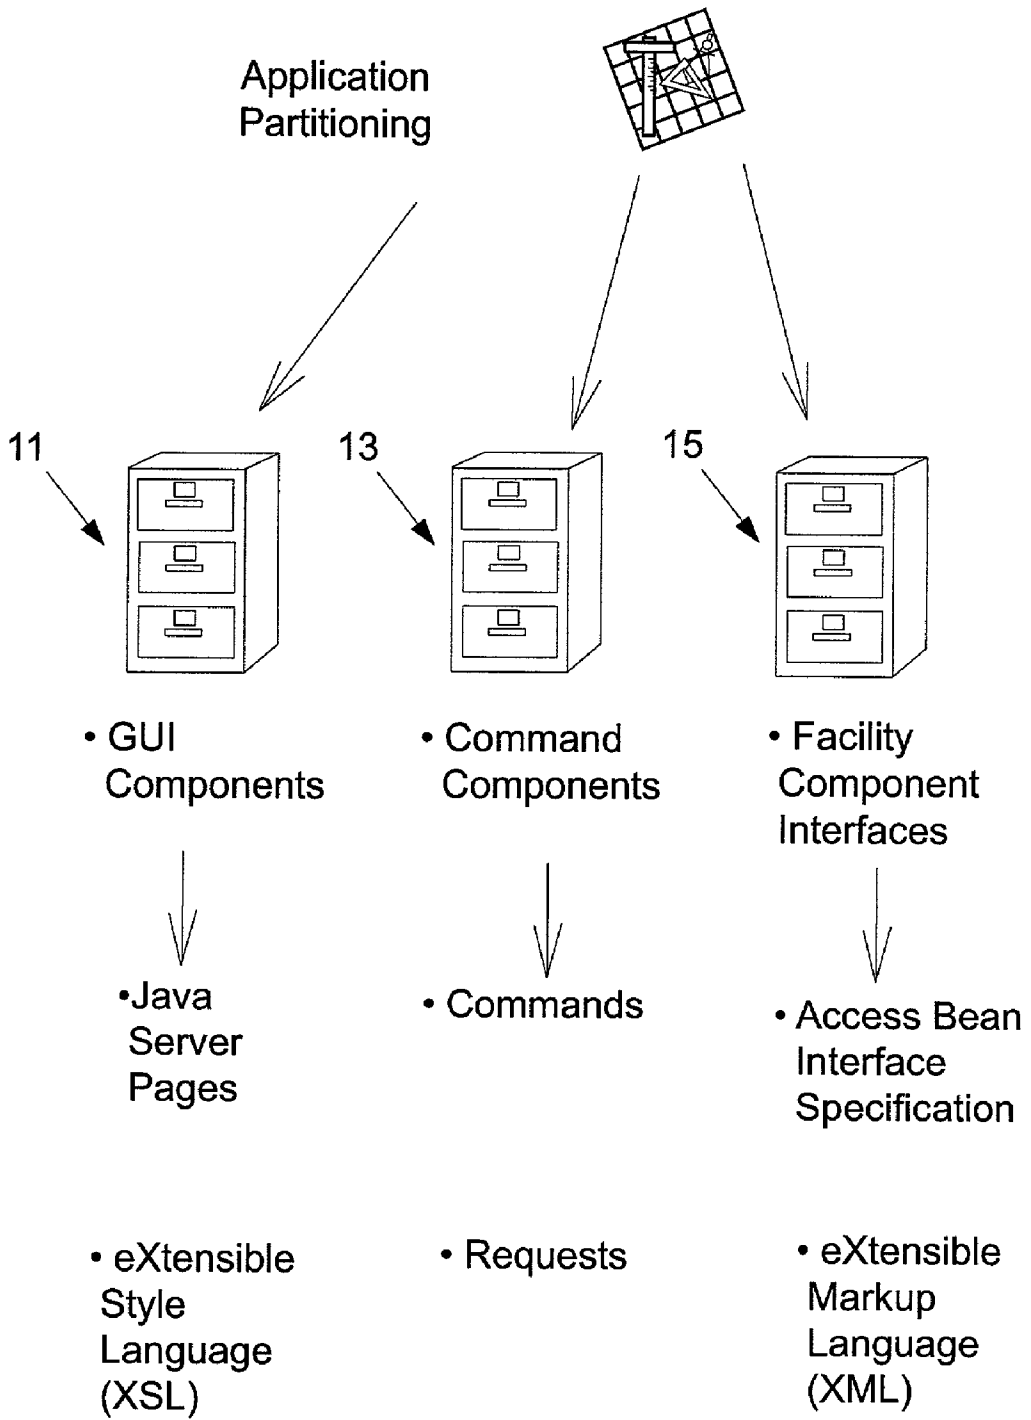 Application
Partitioning
11
13
15
• GUI
Components
• Command
Components
• Facility
Component
Interfaces
•Java
Server
Pages
• Commands
• Access Bean
Interface
Specification
• eXtensible
Style
Language
(XSL)
• Requests
• eXtensible
Markup
Language
(XML)